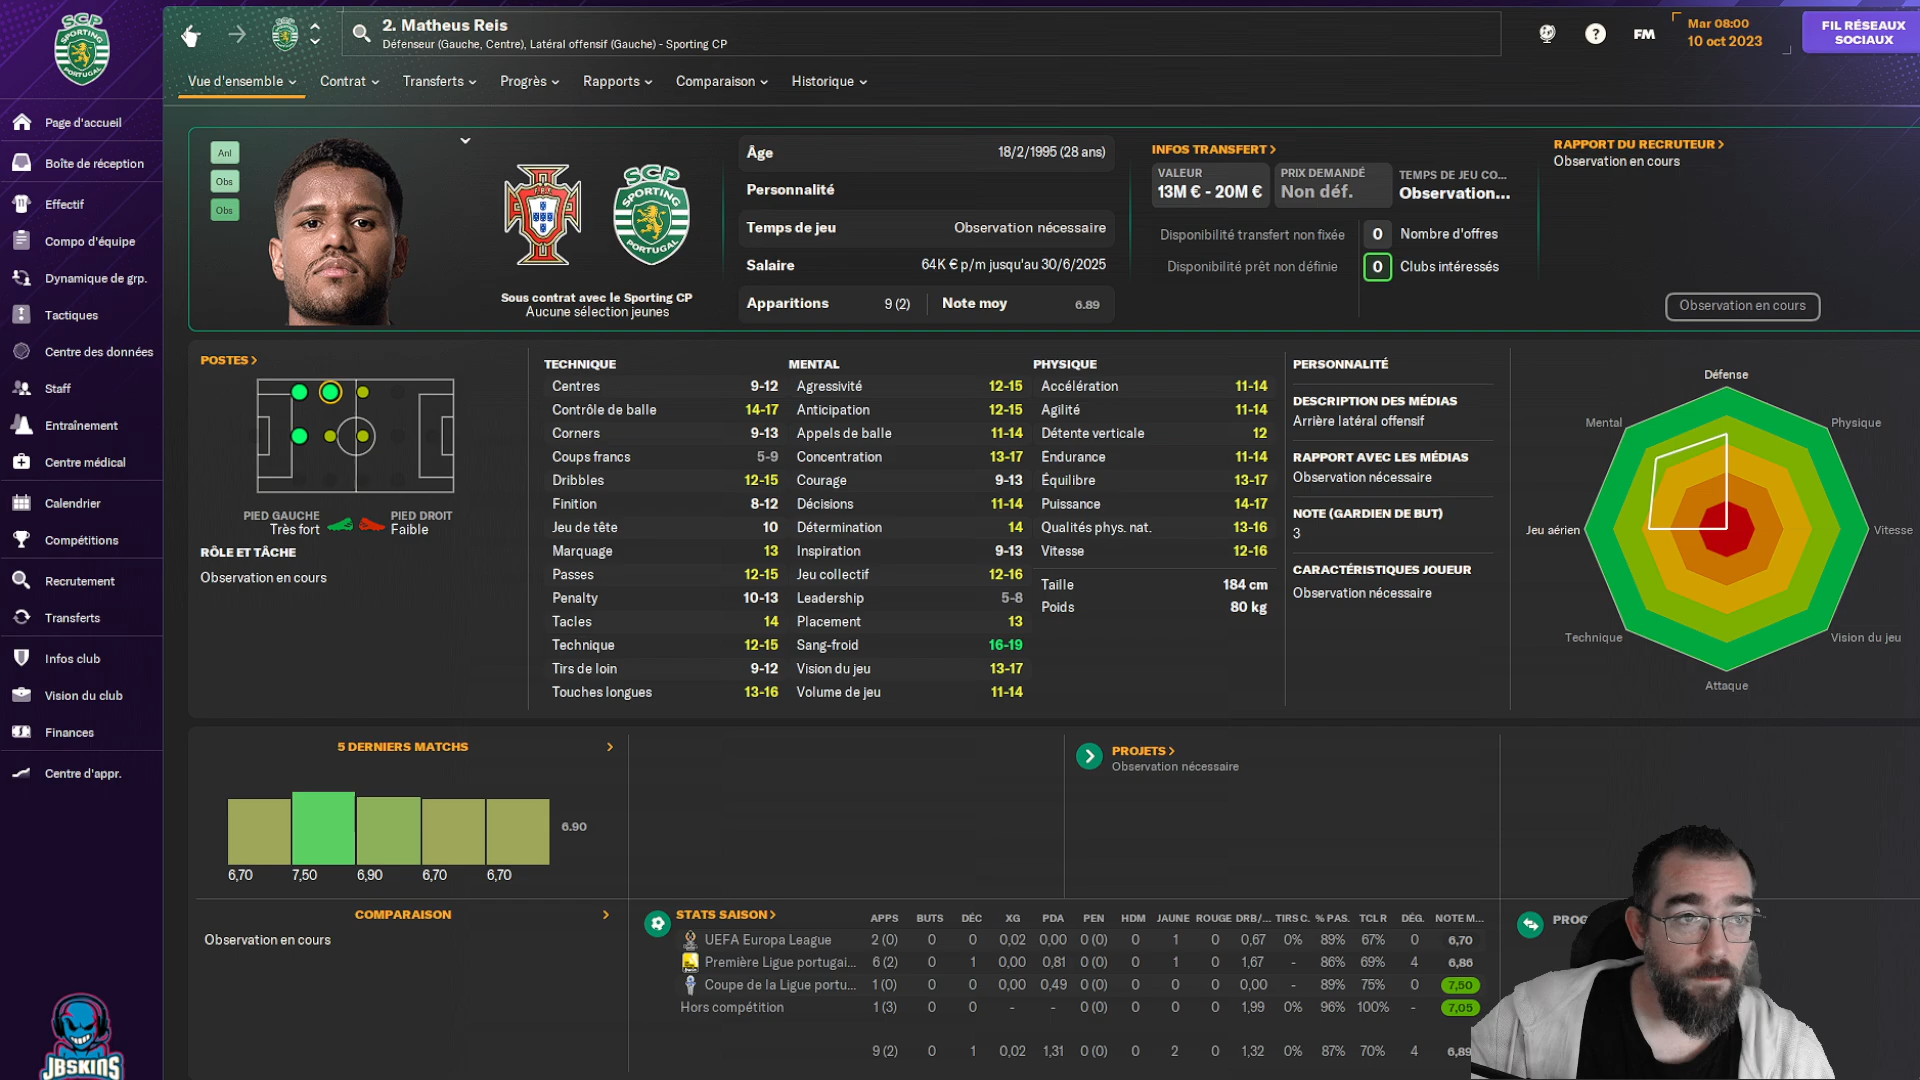 2. Matheus Reis
Défenseur (Gauche, Centre), Latéral offensif (Gauche) - Sporting CP
FM
Mar 08:00
10 oct 2023
FIL RÉSEAUX
SOCIAUX
Vue d'ensemble
Contrat
Transferts
Progrès
Rapports
Comparaison
Historique
SCP
SPORTING
PORTUGAL
Page d'accueil
Boîte de réception
Effectif
Compo d'équipe
Dynamique de grp.
Tactiques
Centre des données
Staff
Entraînement
Centre médical
Calendrier
Compétitions
Recrutement
Transferts
Infos club
Vision du club
Finances
Centre d'appr.
JBSKINS
Anl
Obs
Obs
SCP
SPORTING
PORTUGAL
Sous contrat avec le Sporting CP
Aucune sélection jeunes
Âge 18/2/1995 (28 ans)
Personnalité
Temps de jeu Observation nécessaire
Salaire 64K € p/m jusqu'au 30/6/2025
Apparitions 9 (2) Note moy 6.89
INFOS TRANSFERT >
VALEUR
13M € - 20M €
PRIX DEMANDÉ
Non déf.
TEMPS DE JEU CO...
Observation...
Disponibilité transfert non fixée
Disponibilité prêt non définie
0 Nombre d'offres
0 Clubs intéressés
RAPPORT DU RECRUTEUR >
Observation en cours
Observation en cours
POSTES >
PIED GAUCHE
Très fort
PIED DROIT
Faible
RÔLE ET TÂCHE
Observation en cours
TECHNIQUE
Centres 9-12
Contrôle de balle 14-17
Corners 9-13
Coups francs 5-9
Dribbles 12-15
Finition 8-12
Jeu de tête 10
Marquage 13
Passes 12-15
Penalty 10-13
Tacles 14
Technique 12-15
Tirs de loin 9-12
Touches longues 13-16
MENTAL
Agressivité 12-15
Anticipation 12-15
Appels de balle 11-14
Concentration 13-17
Courage 9-13
Décisions 11-14
Détermination 14
Inspiration 9-13
Jeu collectif 12-16
Leadership 5-8
Placement 13
Sang-froid 16-19
Vision du jeu 13-17
Volume de jeu 11-14
PHYSIQUE
Accélération 11-14
Agilité 11-14
Détente verticale 12
Endurance 11-14
Équilibre 13-17
Puissance 14-17
Qualités phys. nat. 13-16
Vitesse 12-16
Taille 184 cm
Poids 80 kg
PERSONNALITÉ
DESCRIPTION DES MÉDIAS
Arrière latéral offensif
RAPPORT AVEC LES MÉDIAS
Observation nécessaire
NOTE (GARDIEN DE BUT)
3
CARACTÉRISTIQUES JOUEUR
Observation nécessaire
Défense
Mental
Physique
Jeu aérien
Vitesse
Technique
Vision du jeu
Attaque
5 DERNIERS MATCHS >
6.90
6,70 7,50 6,90 6,70 6,70
PROJETS >
Observation nécessaire
COMPARAISON >
Observation en cours
STATS SAISON > APPS BUTS DÉC XG PDA PEN HDM JAUNE ROUGE DRB/... TIRS C. % PAS. TCL R DÉG. NOTE M...
UEFA Europa League 2 (0) 0 0 0,02 0,00 0 (0) 0 1 0 0,67 0% 89% 67% 0 6,70
Première Ligue portugai... 6 (2) 0 1 0,00 0,81 0 (0) 0 1 0 1,67 - 86% 69% 4 6,86
Coupe de la Ligue portu... 1 (0) 0 0 0,00 0,49 0 (0) 0 0 0 0,00 - 89% 75% 0 7,50
Hors compétition 1 (3) 0 0 - - 0 (0) 0 0 0 1,99 0% 96% 100% - 7,05
9 (2) 0 1 0,02 1,31 0 (0) 0 2 0 1,32 0% 87% 70% 4 6,89